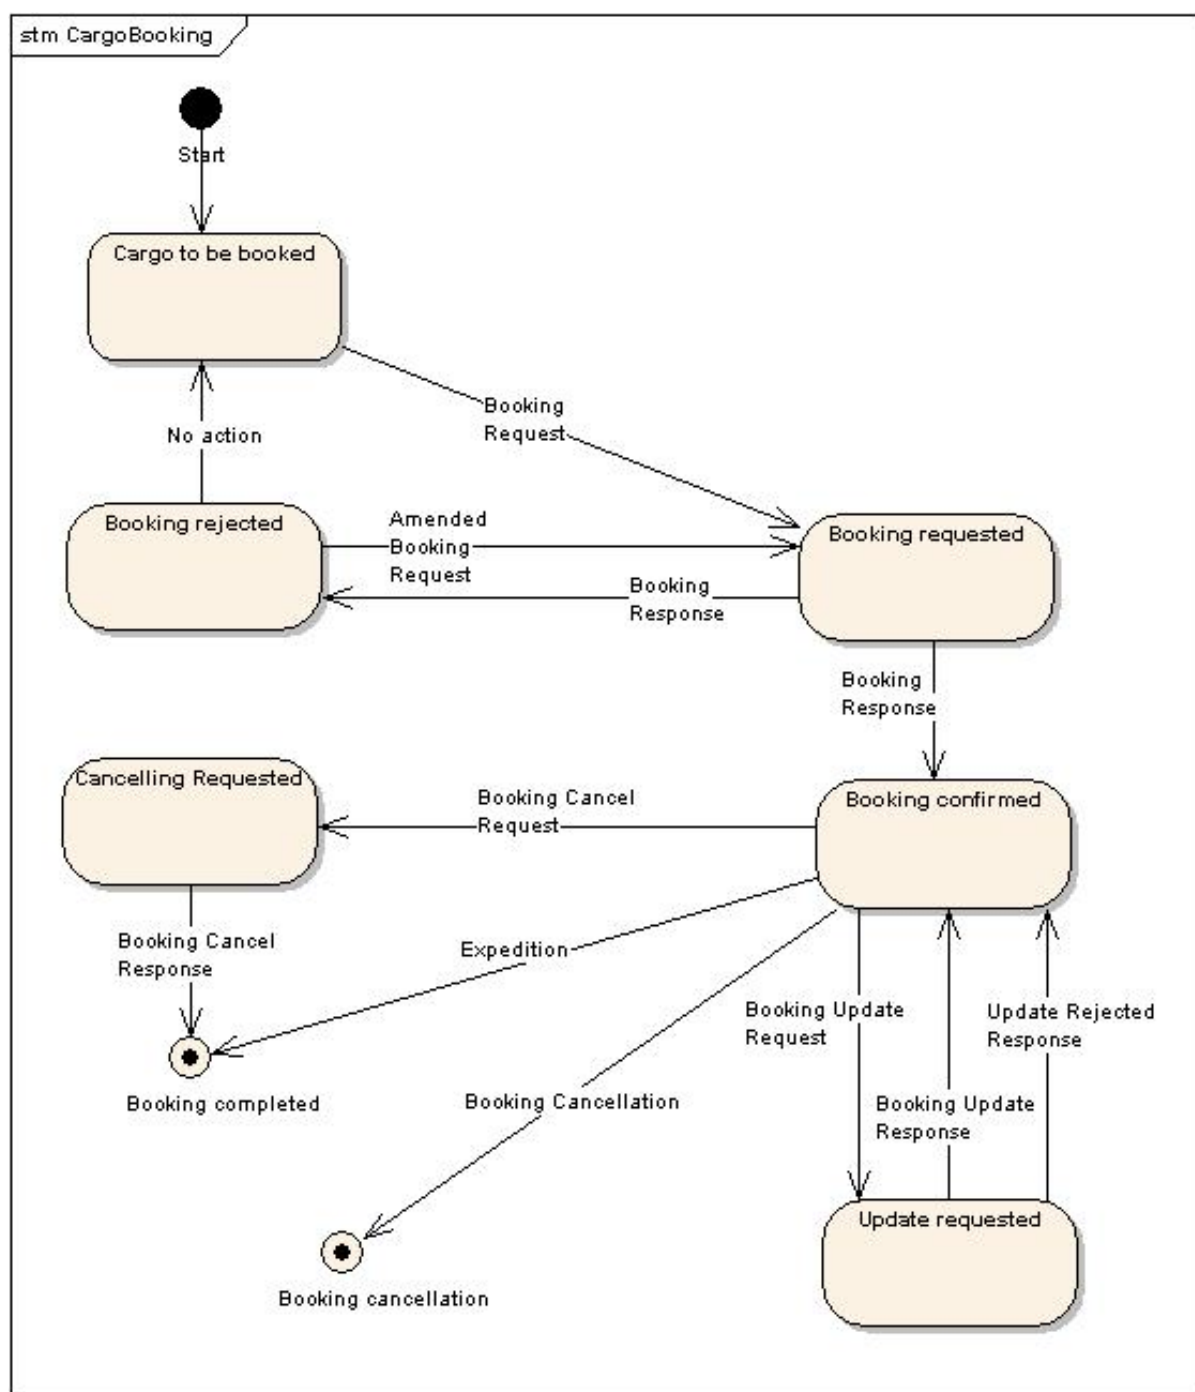 stm CargoBooking
Start
Cargo to be booked
Booking
Request
No action
Booking rejected
Amended
Booking
Request
Booking requested
Booking
Response
Booking
Response
Cancelling Requested
Booking Cancel
Request
Booking confirmed
Booking Cancel
Response
Expedition
Booking Update
Request
Update Rejected
Response
Booking completed
Booking Cancellation
Booking Update
Response
Update requested
Booking cancellation